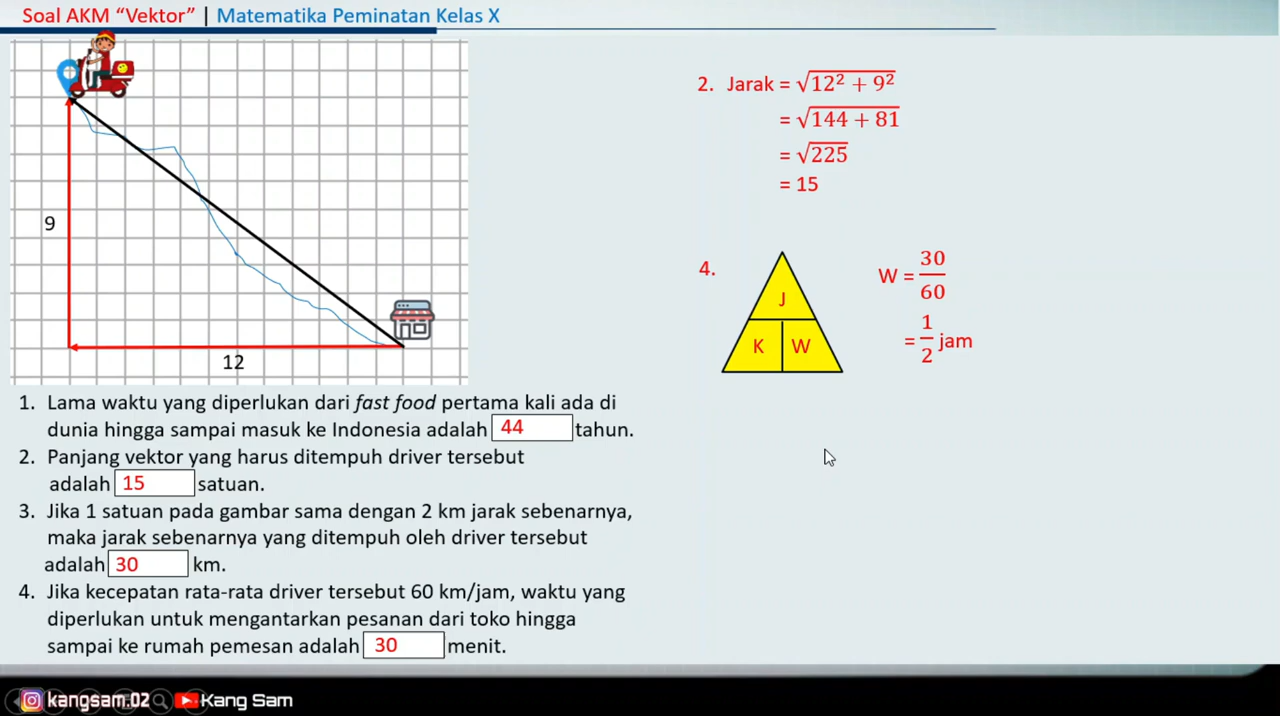 Soal AKM “Vektor” | Matematika Peminatan Kelas X
9
12
1. Lama waktu yang diperlukan dari fast food pertama kali ada di
dunia hingga sampai masuk ke Indonesia adalah 44 tahun.
2. Panjang vektor yang harus ditempuh driver tersebut
adalah 15 satuan.
3. Jika 1 satuan pada gambar sama dengan 2 km jarak sebenarnya,
maka jarak sebenarnya yang ditempuh oleh driver tersebut
adalah 30 km.
4. Jika kecepatan rata-rata driver tersebut 60 km/jam, waktu yang
diperlukan untuk mengantarkan pesanan dari toko hingga
sampai ke rumah pemesan adalah 30 menit.
2. Jarak = √12² + 9²
= √144 + 81
= √225
= 15
4.
J
K W
W = 30/60
= 1/2 jam
kangsam.02 Kang Sam